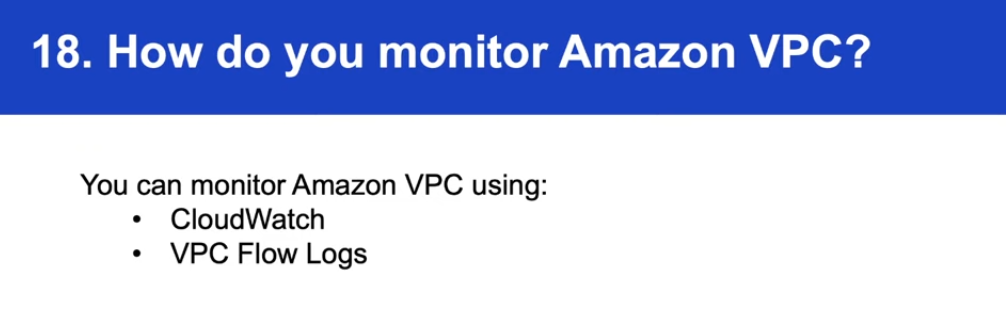 18. How do you monitor Amazon VPC?
You can monitor Amazon VPC using:
• CloudWatch
• VPC Flow Logs